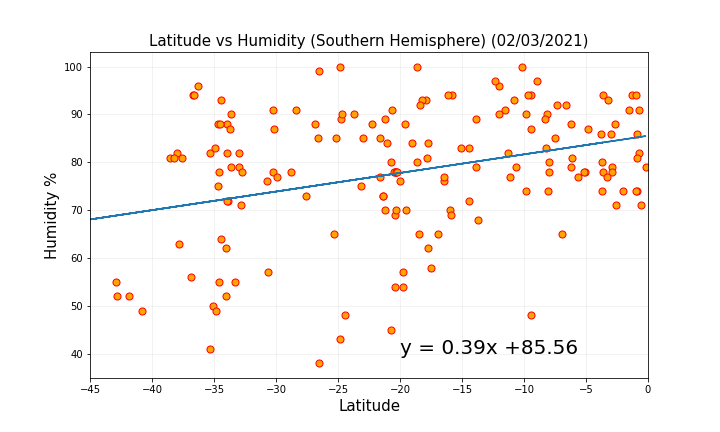 Latitude vs Humidity (Southern Hemisphere) (02/03/2021)
Humidity %
100
90
80
70
60
50
40
y = 0.39x +85.56
−45 −40 −35 −30 −25 −20 −15 −10 −5 0
Latitude